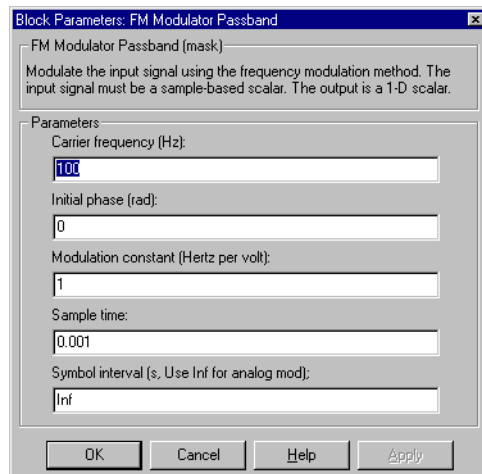 Block Parameters: FM Modulator Passband
FM Modulator Passband (mask)
Modulate the input signal using the frequency modulation method. The
input signal must be a sample-based scalar. The output is a 1-D scalar.
Parameters
Carrier frequency (Hz):
100
Initial phase (rad):
0
Modulation constant (Hertz per volt):
1
Sample time:
0.001
Symbol interval (s, Use Inf for analog mod);
Inf
OK Cancel Help Apply